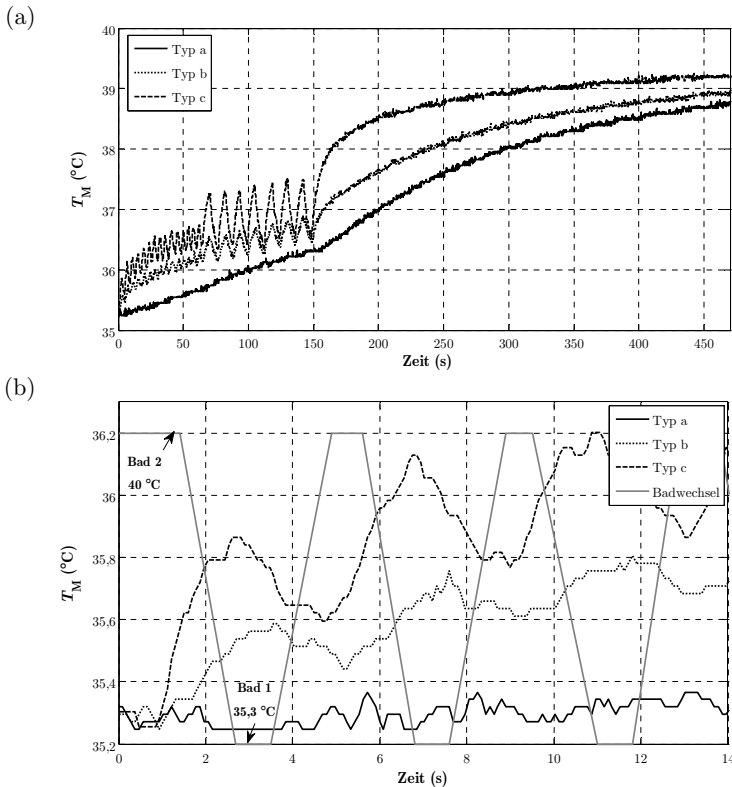 (a)
40
39
38
37
36
35
T_M (°C)
Typ a
Typ b
Typ c
0 50 100 150 200 250 300 350 400 450
Zeit (s)
(b)
36,2
36
35,8
35,6
35,4
35,2
T_M (°C)
Typ a
Typ b
Typ c
Badwechsel
Bad 2
40 °C
Bad 1
35,3 °C
0 2 4 6 8 10 12 14
Zeit (s)